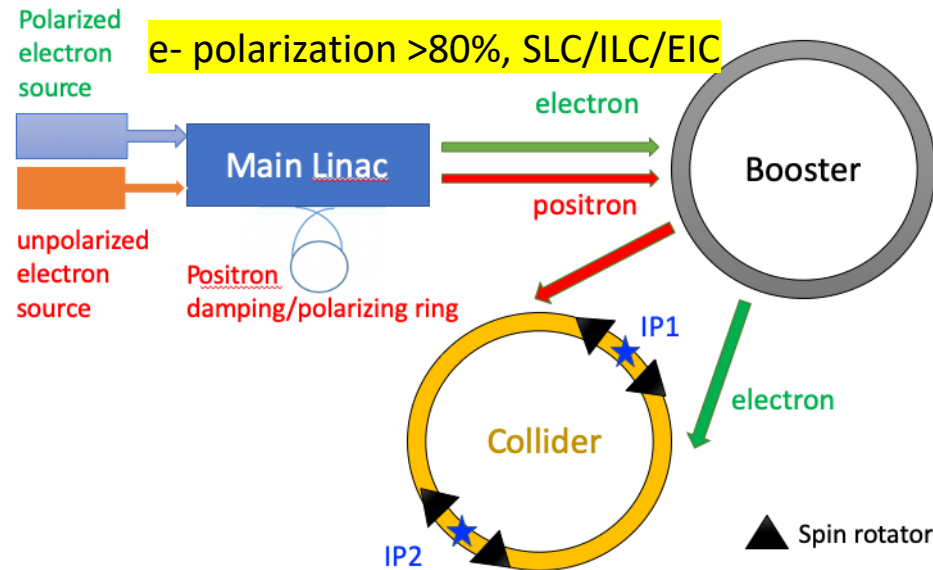 Polarized
electron
source
e- polarization >80%, SLC/ILC/EIC
electron
Main Linac
Booster
positron
unpolarized
electron
source
Positron
damping/polarizing ring
IP1
electron
Collider
IP2
Spin rotator